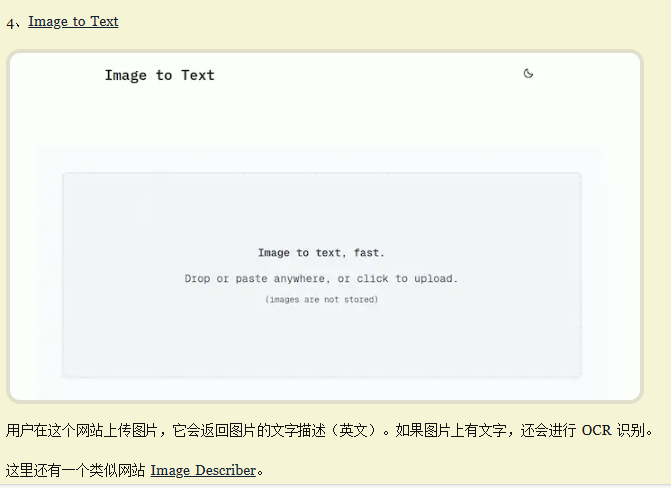 4、Image to Text
Image to Text
Image to text, fast.
Drop or paste anywhere, or click to upload.
(images are not stored)
用户在这个网站上传图片，它会返回图片的文字描述（英文）。如果图片上有文字，还会进行 OCR 识别。
这里还有一个类似网站 Image Describer。